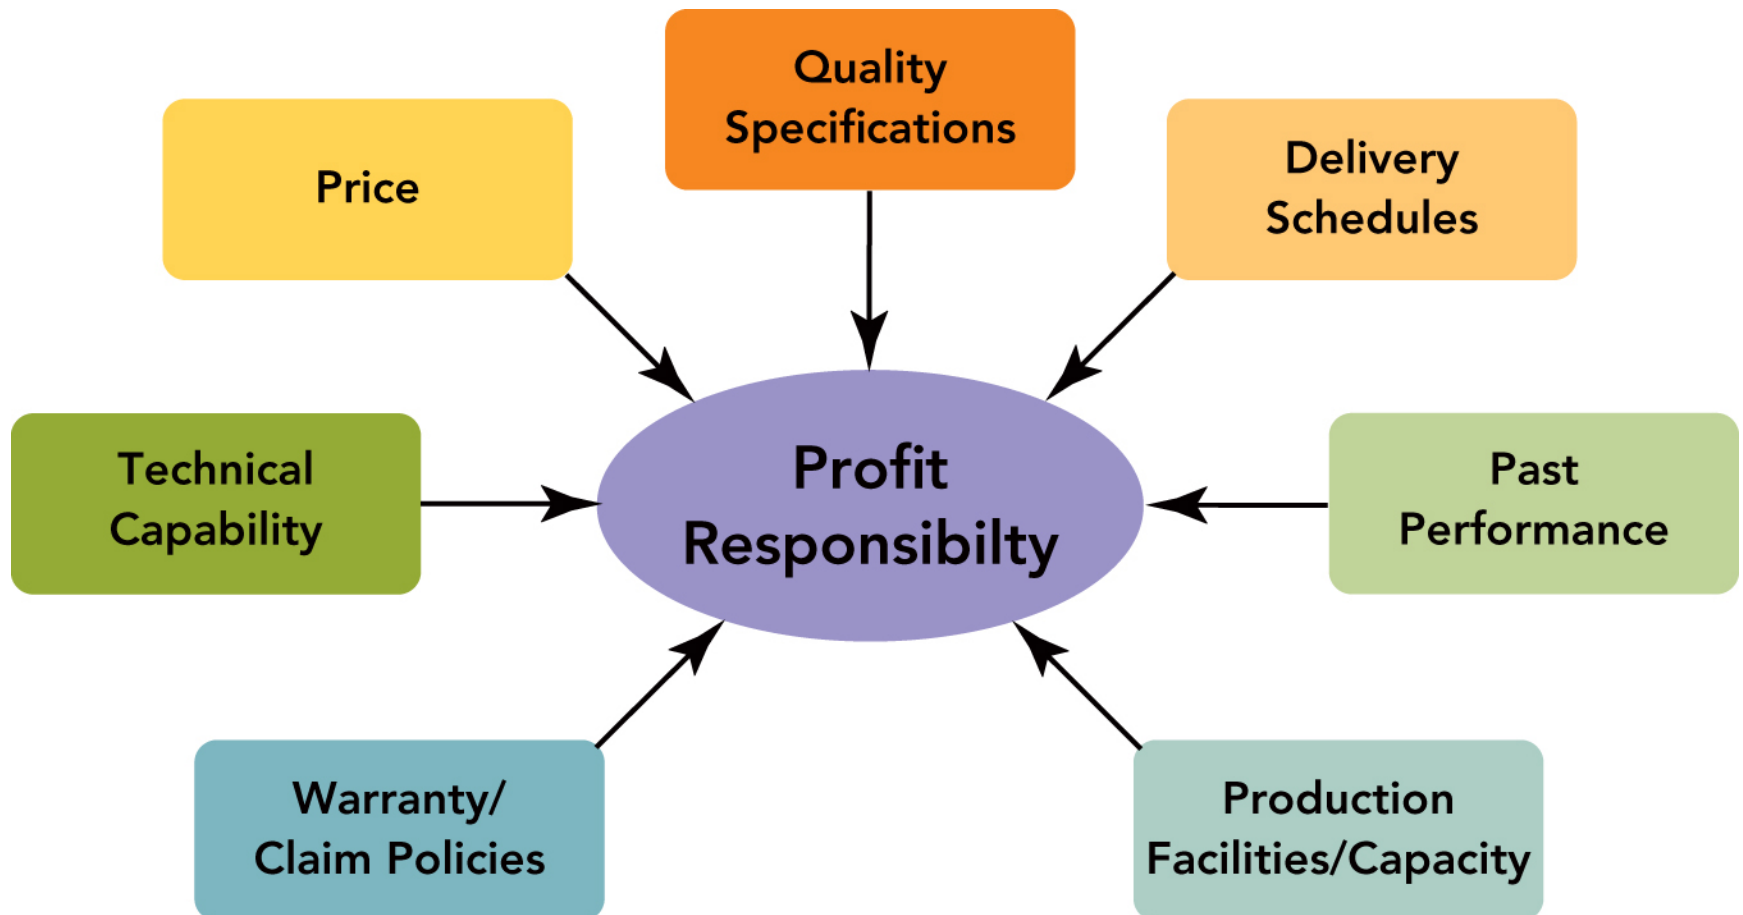 Quality
Specifications
Price
Delivery
Schedules
Technical
Capability
Profit
Responsibilty
Past
Performance
Warranty/
Claim Policies
Production
Facilities/Capacity